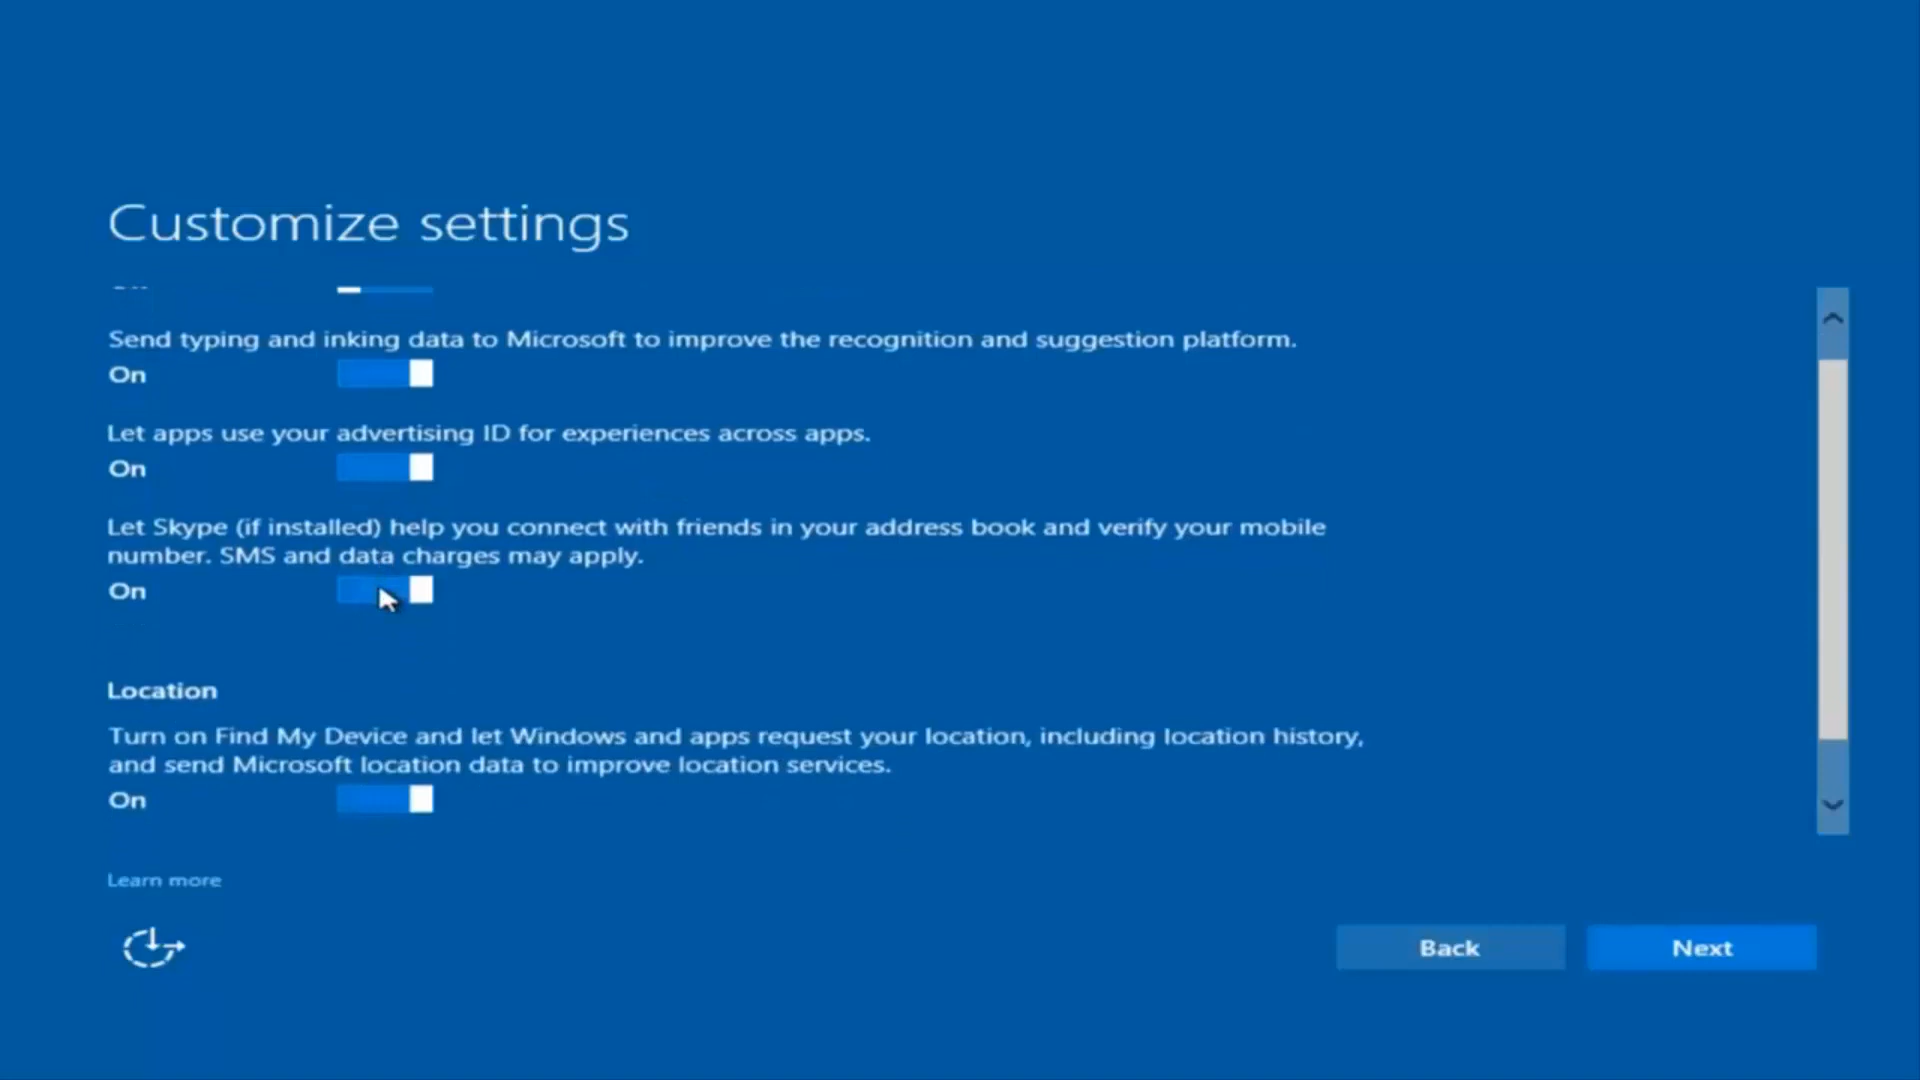 Customize settings
Send typing and inking data to Microsoft to improve the recognition and suggestion platform.
On
Let apps use your advertising ID for experiences across apps.
On
Let Skype (if installed) help you connect with friends in your address book and verify your mobile
number. SMS and data charges may apply.
On
Location
Turn on Find My Device and let Windows and apps request your location, including location history,
and send Microsoft location data to improve location services.
On
Learn more
Back
Next